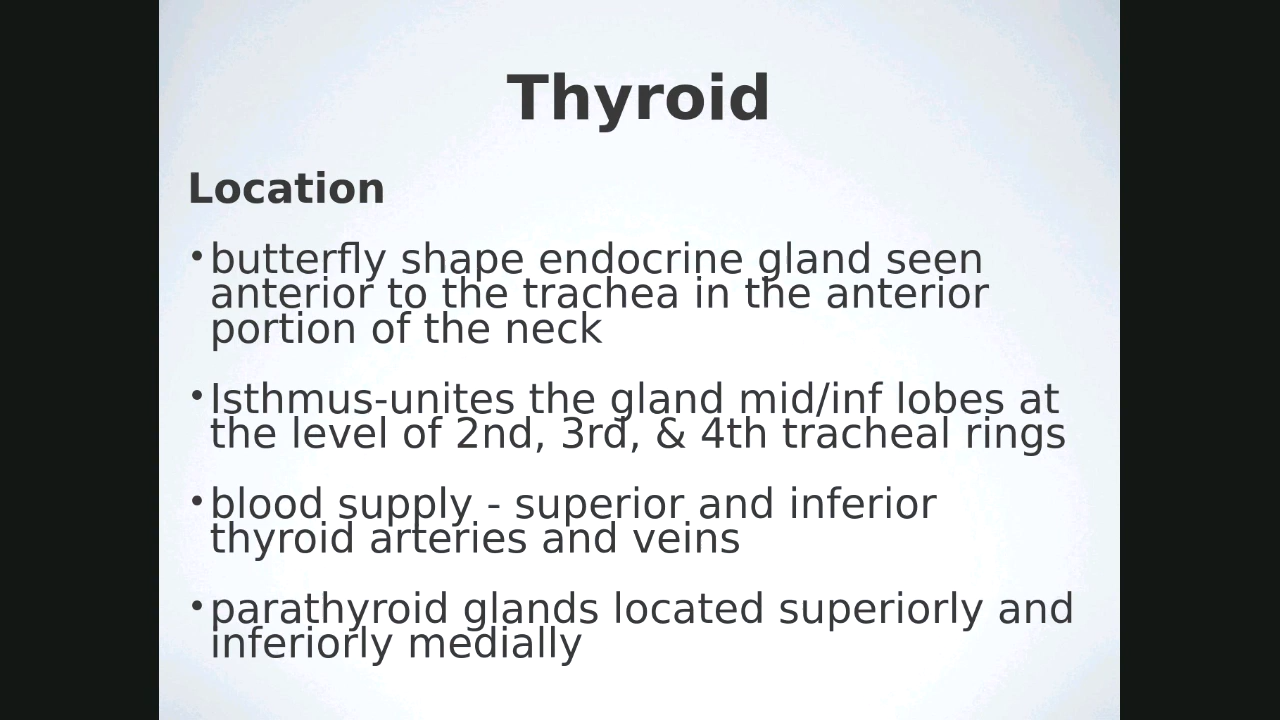 Thyroid
Location
•butterfly shape endocrine gland seen
anterior to the trachea in the anterior
portion of the neck
•Isthmus-unites the gland mid/inf lobes at
the level of 2nd, 3rd, & 4th tracheal rings
•blood supply - superior and inferior
thyroid arteries and veins
•parathyroid glands located superiorly and
inferiorly medially